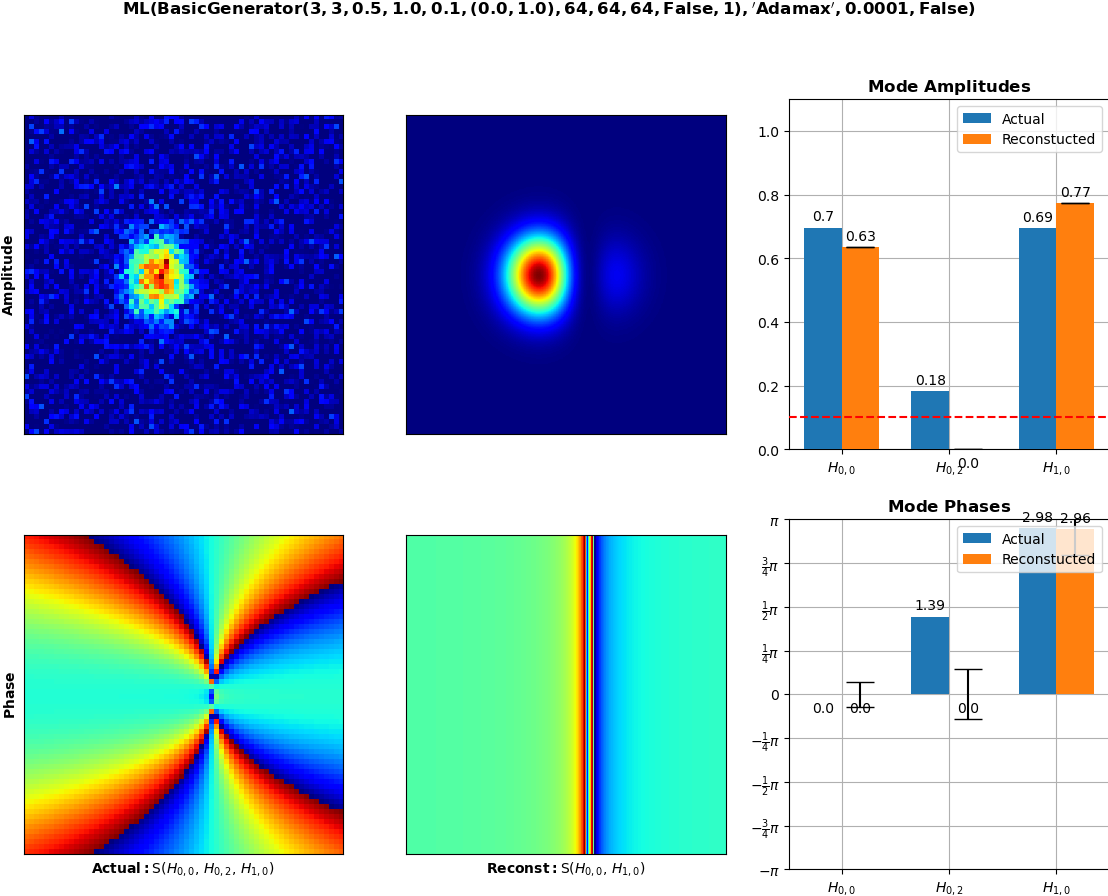 ML(BasicGenerator(3, 3, 0.5, 1.0, 0.1, (0.0, 1.0), 64, 64, 64, False, 1), 'Adamax', 0.0001, False)
Amplitude
Mode Amplitudes
Actual
Reconstucted
1.0
0.8
0.6
0.4
0.2
0.0
0.7
0.63
0.18
0.0
0.69
0.77
H0,0
H0,2
H1,0
Phase
Actual: S(H0,0, H0,2, H1,0)
Reconst: S(H0,0, H1,0)
Mode Phases
Actual
Reconstucted
π
3/4π
1/2π
1/4π
0
−1/4π
−1/2π
−3/4π
−π
0.0
0.0
1.39
0.0
2.98
2.96
H0,0
H0,2
H1,0